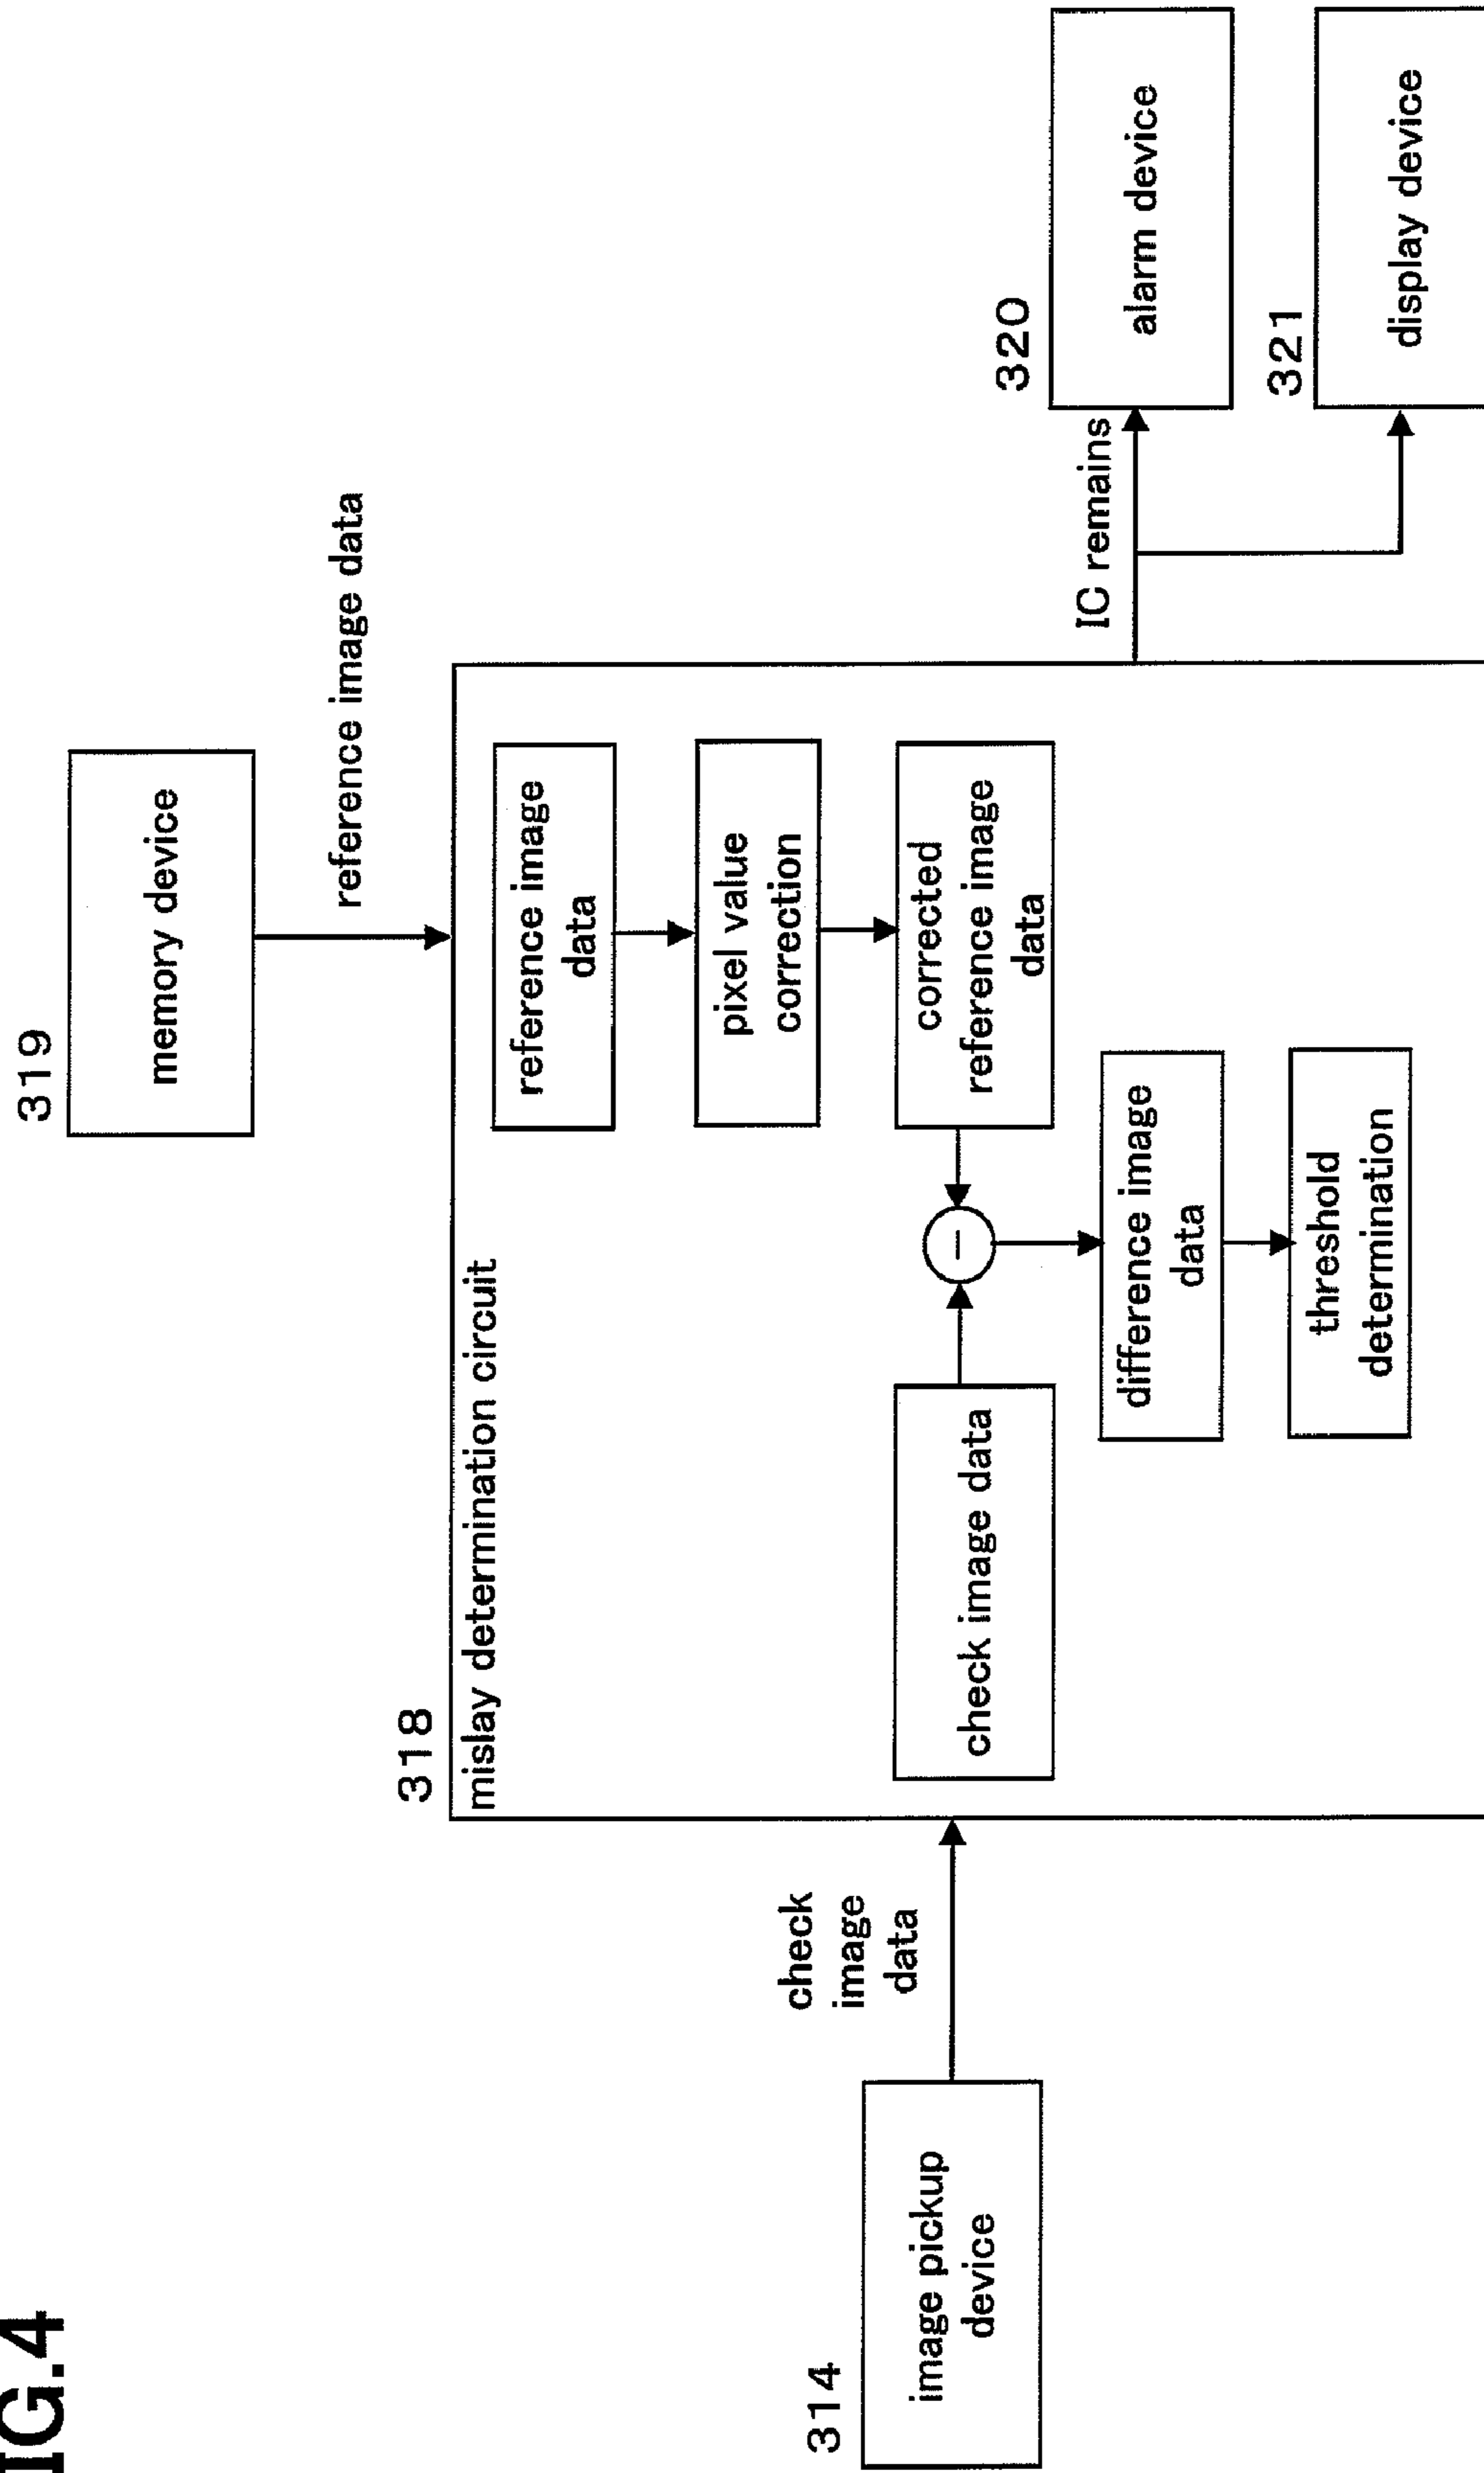 IG.4
319
memory device
reference image data
318
mislay determination circuit
reference image
data
pixel value
correction
corrected
reference image
data
check image data
−
difference image
data
threshold
determination
314
image pickup
device
check
image
data
IC remains
320
alarm device
321
display device